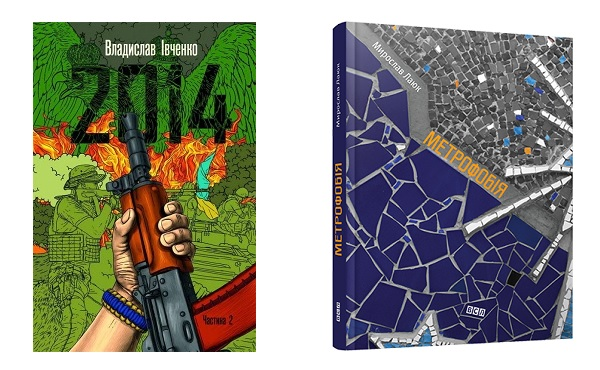 Владислав Івченко
2014
Частина 2
Мирослав Лаюк
МЕТРОФОБІЯ
Мирослав Лаюк
МЕТРОФОБІЯ
ВСЛ